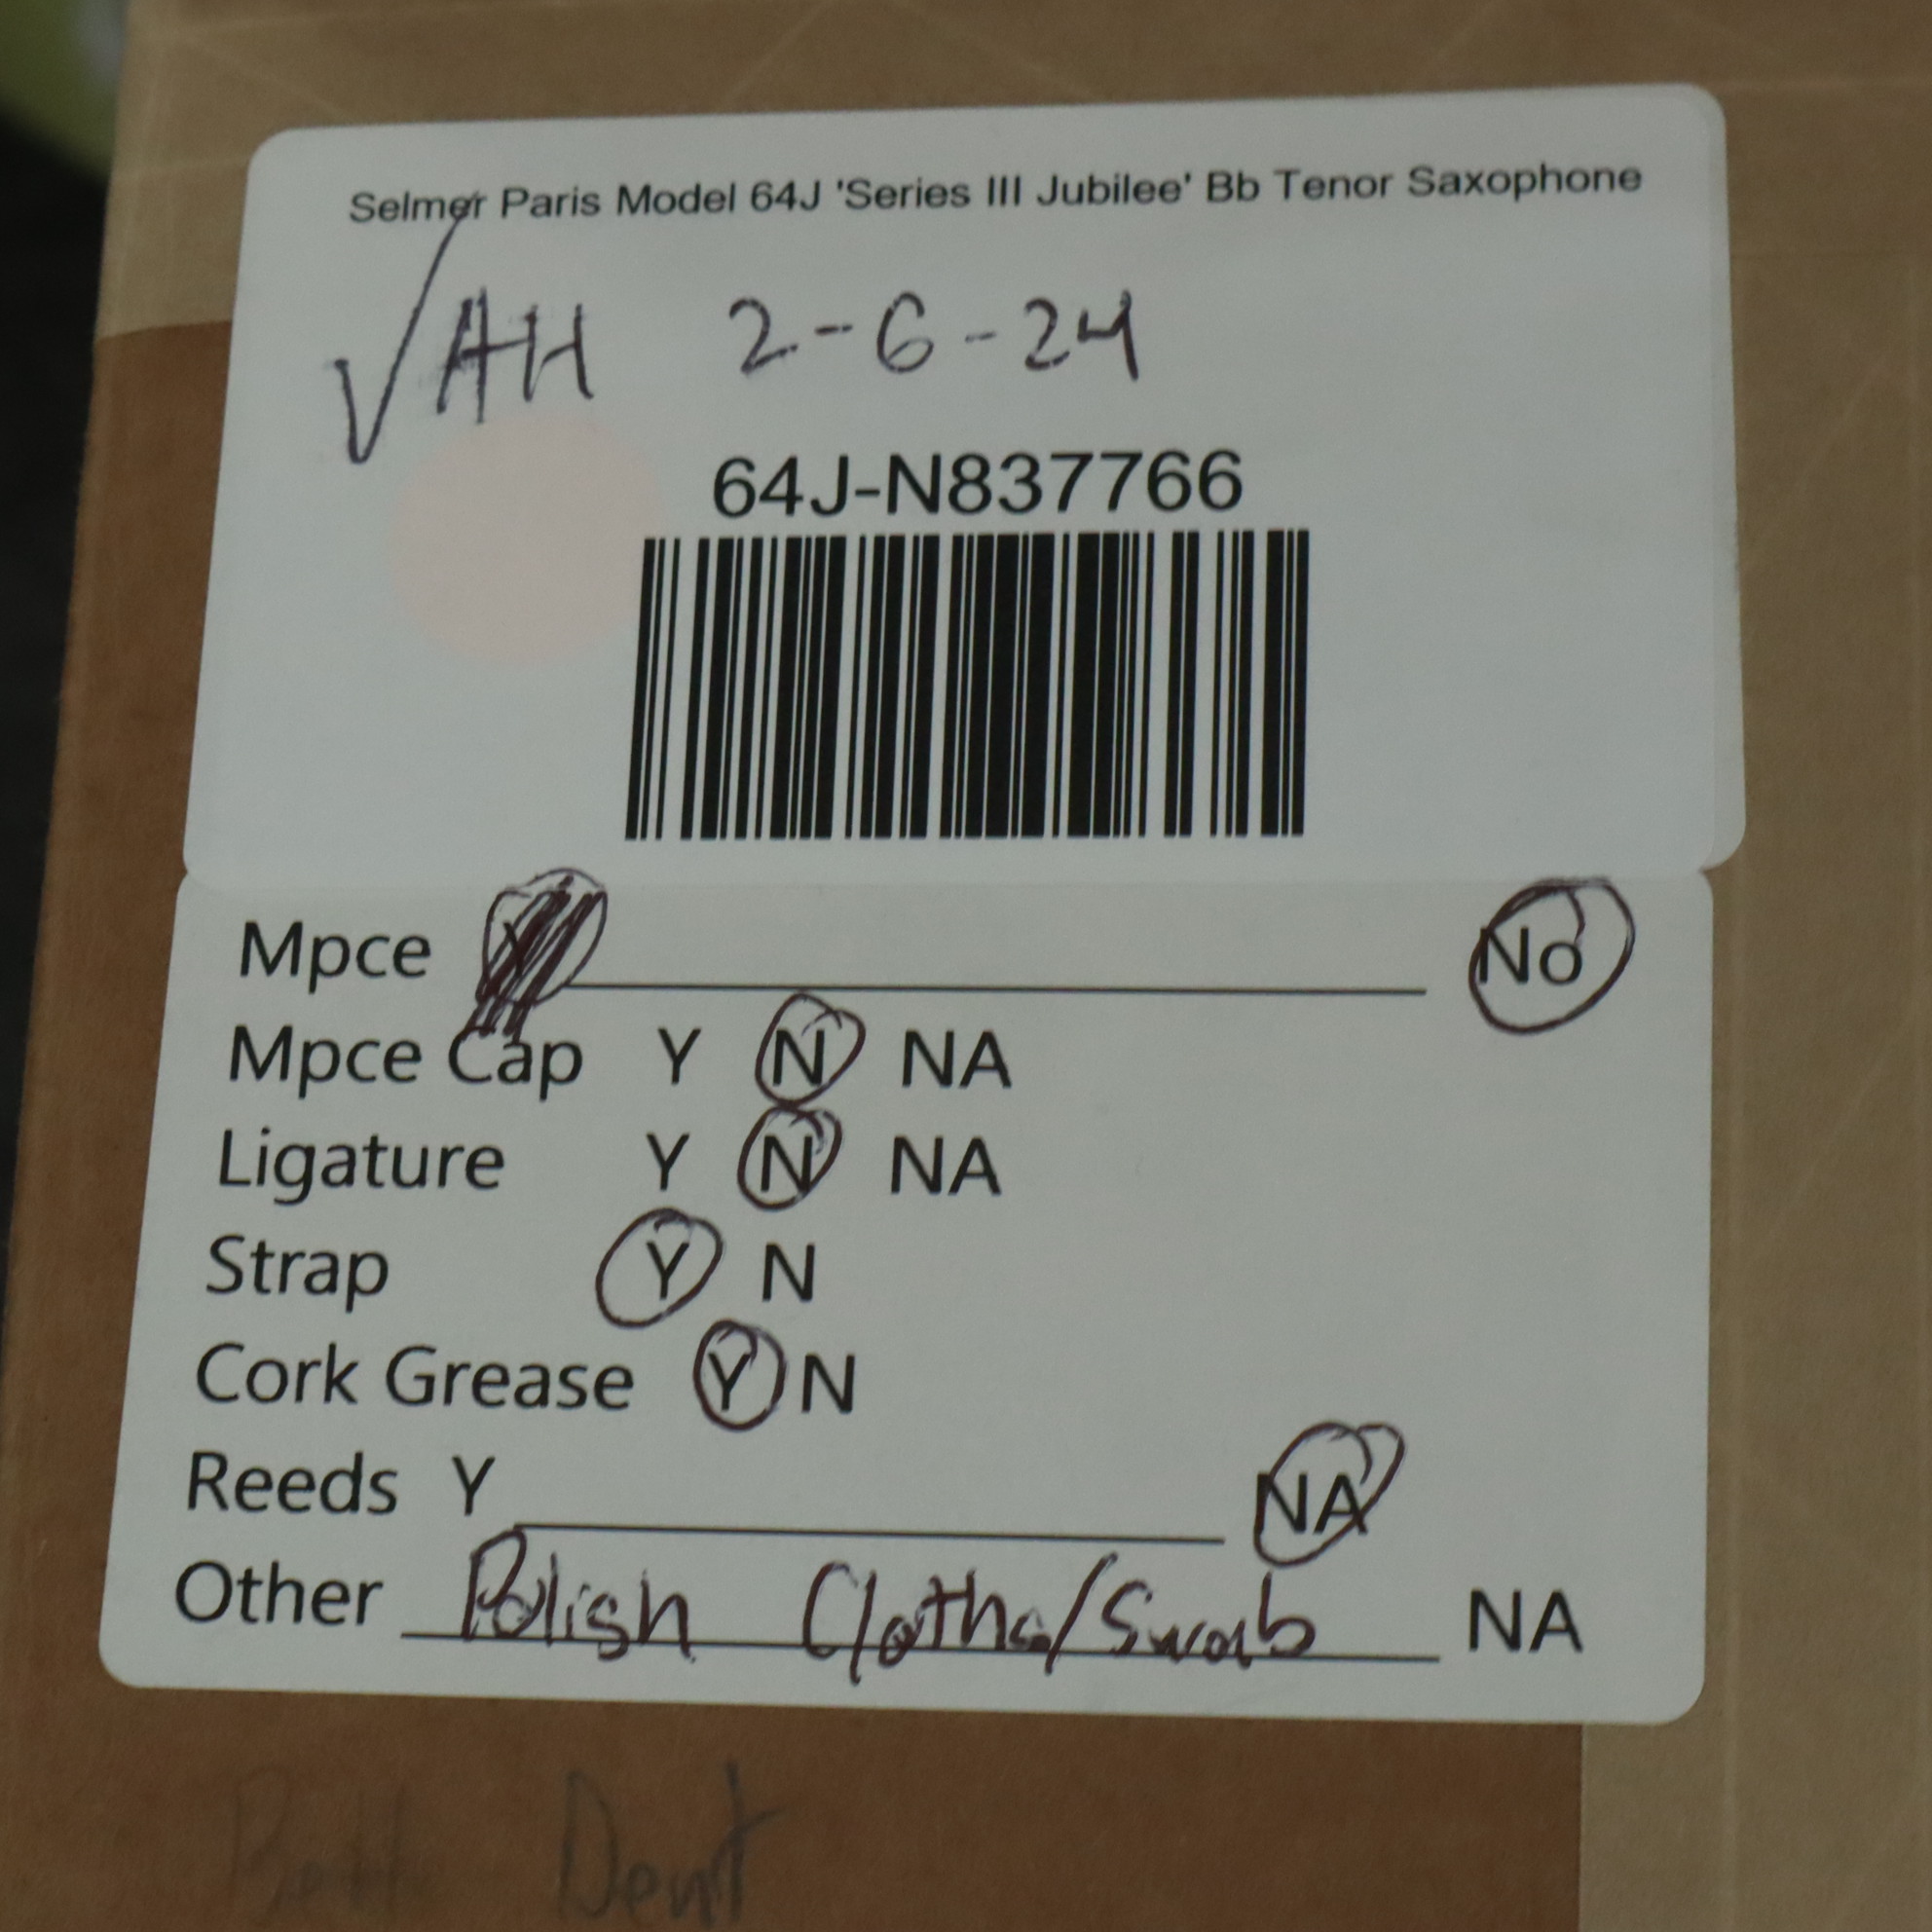 Selmer Paris Model 64J 'Series III Jubilee' Bb Tenor Saxophone
√AH 2-6-24
64J-N837766
Mpce No
Mpce Cap Y N NA
Ligature Y N NA
Strap Y N
Cork Grease Y N
Reeds Y NA
Other Polish Cloths/Swab NA
Dent